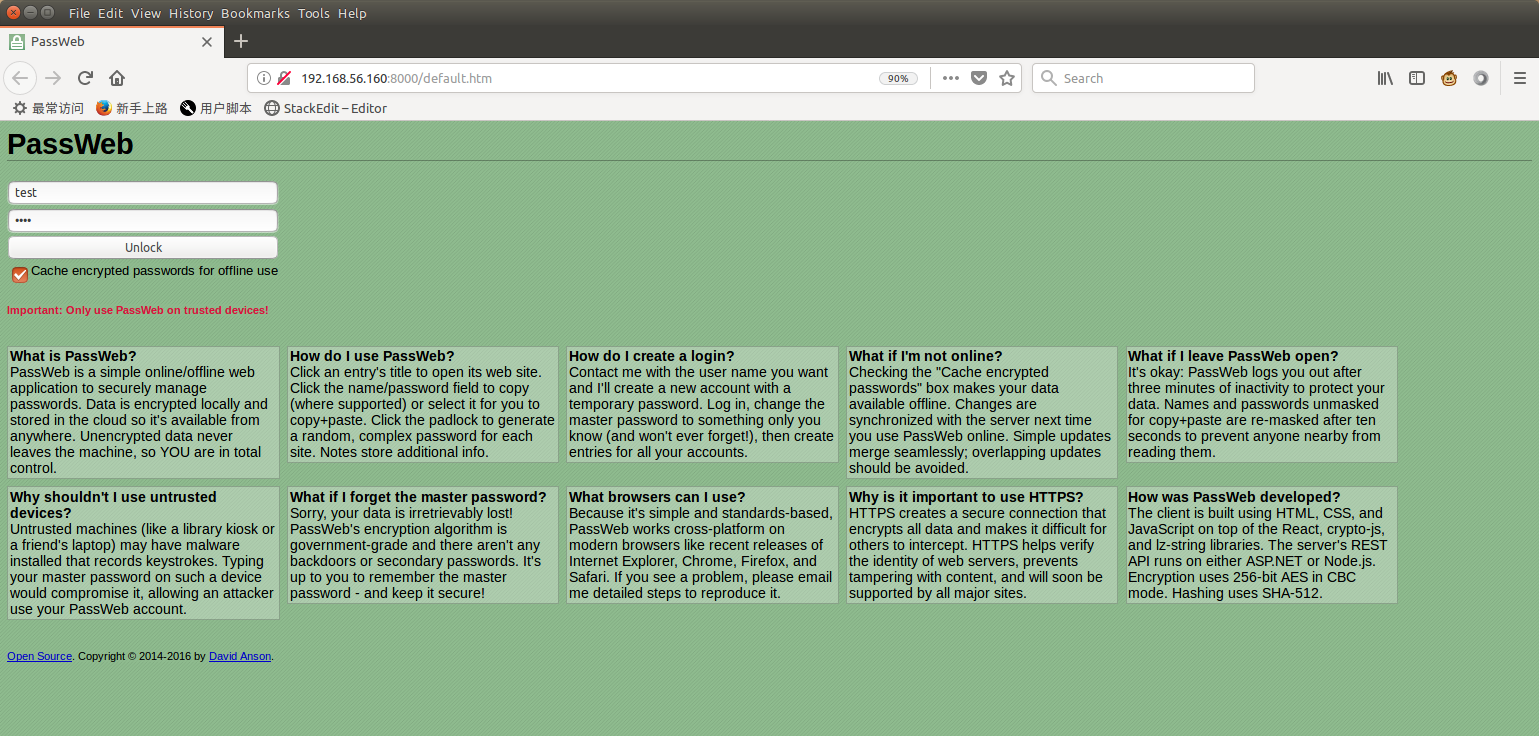 File Edit View History Bookmarks Tools Help
PassWeb
192.168.56.160:8000/default.htm
90%
Search
最常访问 新手上路 用户脚本 StackEdit – Editor
PassWeb
test
••••
Unlock
Cache encrypted passwords for offline use
Important: Only use PassWeb on trusted devices!
What is PassWeb?
PassWeb is a simple online/offline web
application to securely manage
passwords. Data is encrypted locally and
stored in the cloud so it's available from
anywhere. Unencrypted data never
leaves the machine, so YOU are in total
control.
How do I use PassWeb?
Click an entry's title to open its web site.
Click the name/password field to copy
(where supported) or select it for you to
copy+paste. Click the padlock to generate
a random, complex password for each
site. Notes store additional info.
How do I create a login?
Contact me with the user name you want
and I'll create a new account with a
temporary password. Log in, change the
master password to something only you
know (and won't ever forget!), then create
entries for all your accounts.
What if I'm not online?
Checking the "Cache encrypted
passwords" box makes your data
available offline. Changes are
synchronized with the server next time
you use PassWeb online. Simple updates
merge seamlessly; overlapping updates
should be avoided.
What if I leave PassWeb open?
It's okay: PassWeb logs you out after
three minutes of inactivity to protect your
data. Names and passwords unmasked
for copy+paste are re-masked after ten
seconds to prevent anyone nearby from
reading them.
Why shouldn't I use untrusted
devices?
Untrusted machines (like a library kiosk or
a friend's laptop) may have malware
installed that records keystrokes. Typing
your master password on such a device
would compromise it, allowing an attacker
use your PassWeb account.
What if I forget the master password?
Sorry, your data is irretrievably lost!
PassWeb's encryption algorithm is
government-grade and there aren't any
backdoors or secondary passwords. It's
up to you to remember the master
password - and keep it secure!
What browsers can I use?
Because it's simple and standards-based,
PassWeb works cross-platform on
modern browsers like recent releases of
Internet Explorer, Chrome, Firefox, and
Safari. If you see a problem, please email
me detailed steps to reproduce it.
Why is it important to use HTTPS?
HTTPS creates a secure connection that
encrypts all data and makes it difficult for
others to intercept. HTTPS helps verify
the identity of web servers, prevents
tampering with content, and will soon be
supported by all major sites.
How was PassWeb developed?
The client is built using HTML, CSS, and
JavaScript on top of the React, crypto-js,
and lz-string libraries. The server's REST
API runs on either ASP.NET or Node.js.
Encryption uses 256-bit AES in CBC
mode. Hashing uses SHA-512.
Open Source. Copyright © 2014-2016 by David Anson.